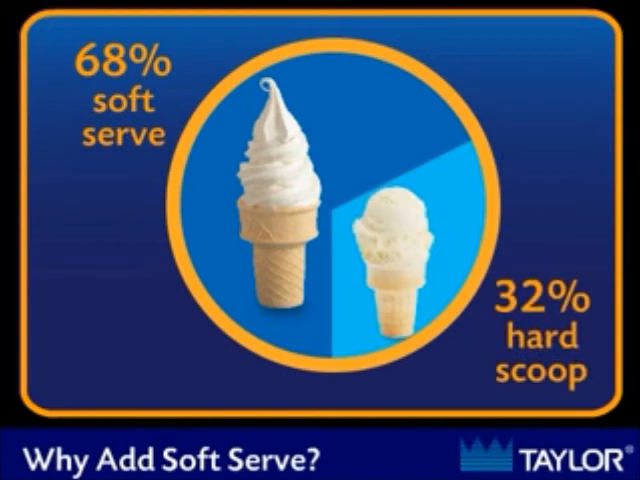 68%
soft
serve
32%
hard
scoop
Why Add Soft Serve?
TAYLOR®